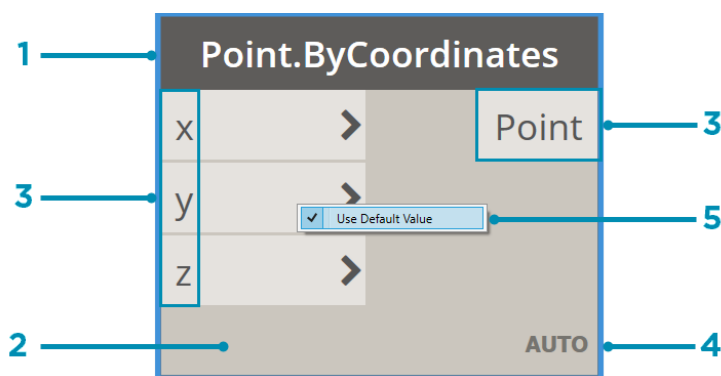 1
Point.ByCoordinates
x
Point
3
3
y
✓ Use Default Value
5
z
2
AUTO
4